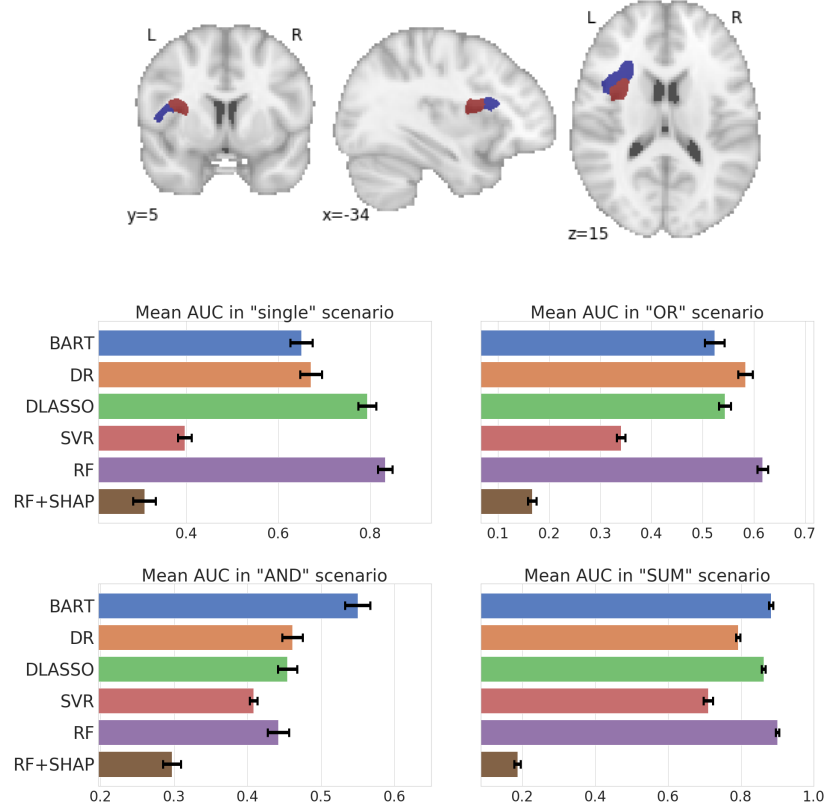 L R
L R
y=5
x=-34
z=15
Mean AUC in "single" scenario
BART
DR
DLASSO
SVR
RF
RF+SHAP
0.4 0.6 0.8
Mean AUC in "OR" scenario
0.1 0.2 0.3 0.4 0.5 0.6 0.7
Mean AUC in "AND" scenario
BART
DR
DLASSO
SVR
RF
RF+SHAP
0.2 0.3 0.4 0.5 0.6
Mean AUC in "SUM" scenario
0.2 0.4 0.6 0.8 1.0